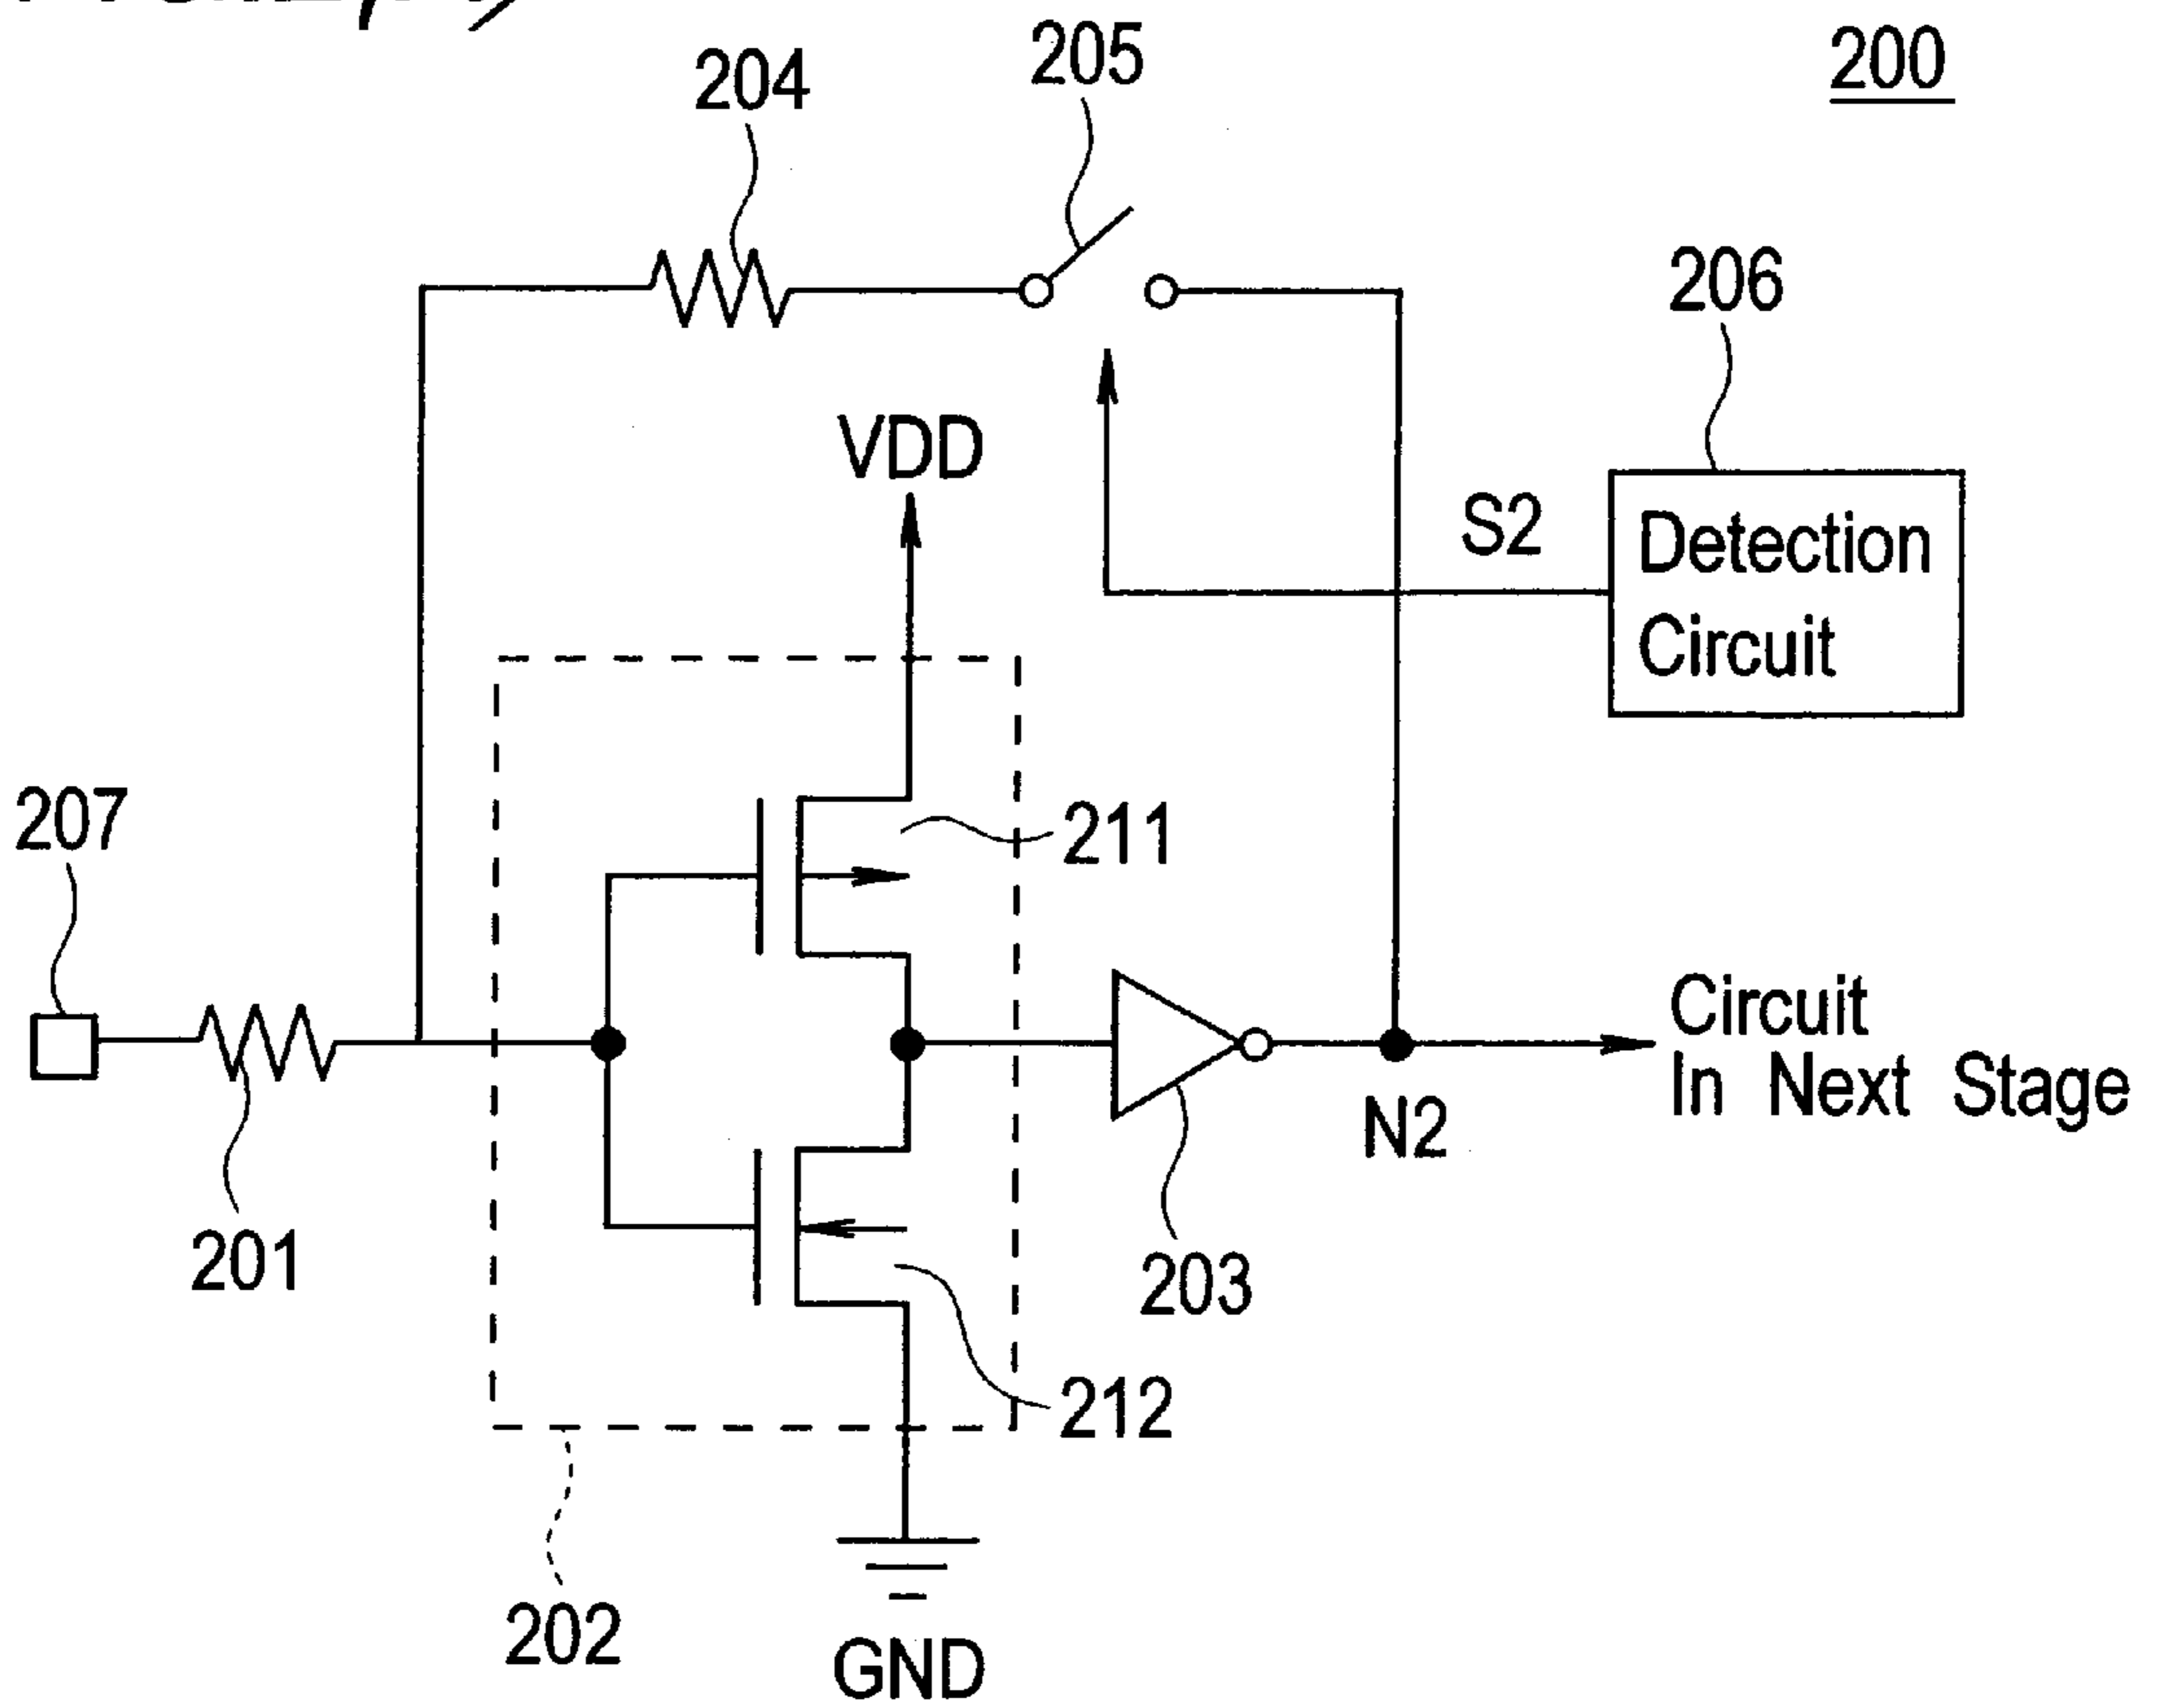 205
200
204
206
VDD
S2
Detection
Circuit
207
211
Circuit
In Next Stage
N2
201
203
212
202
GND